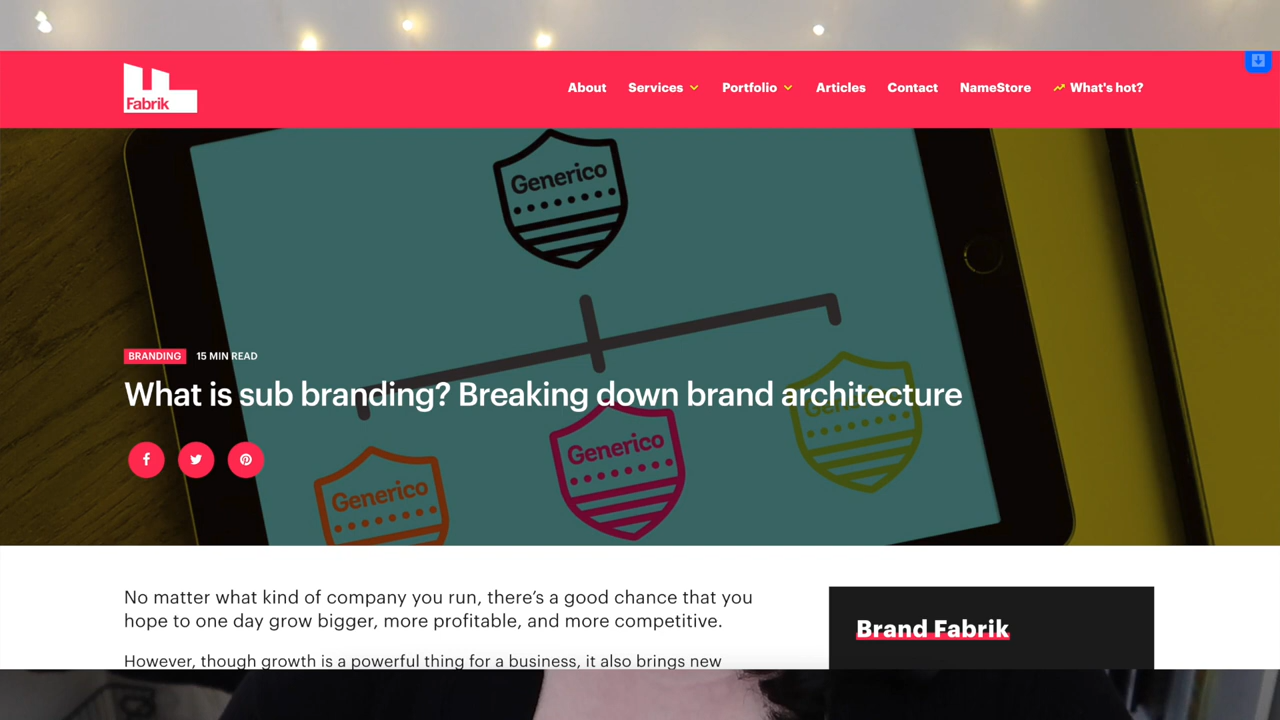 Fabrik
About
Services
Portfolio
Articles
Contact
NameStore
What's hot?
Generico
BRANDING
15 MIN READ
What is sub branding? Breaking down brand architecture
Generico
Generico
No matter what kind of company you run, there's a good chance that you
hope to one day grow bigger, more profitable, and more competitive.
However, though growth is a powerful thing for a business, it also brings new
Brand Fabrik